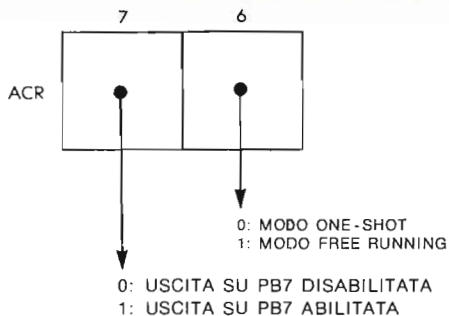 7 6
ACR
0: MODO ONE-SHOT
1: MODO FREE RUNNING
0: USCITA SU PB7 DISABILITATA
1: USCITA SU PB7 ABILITATA